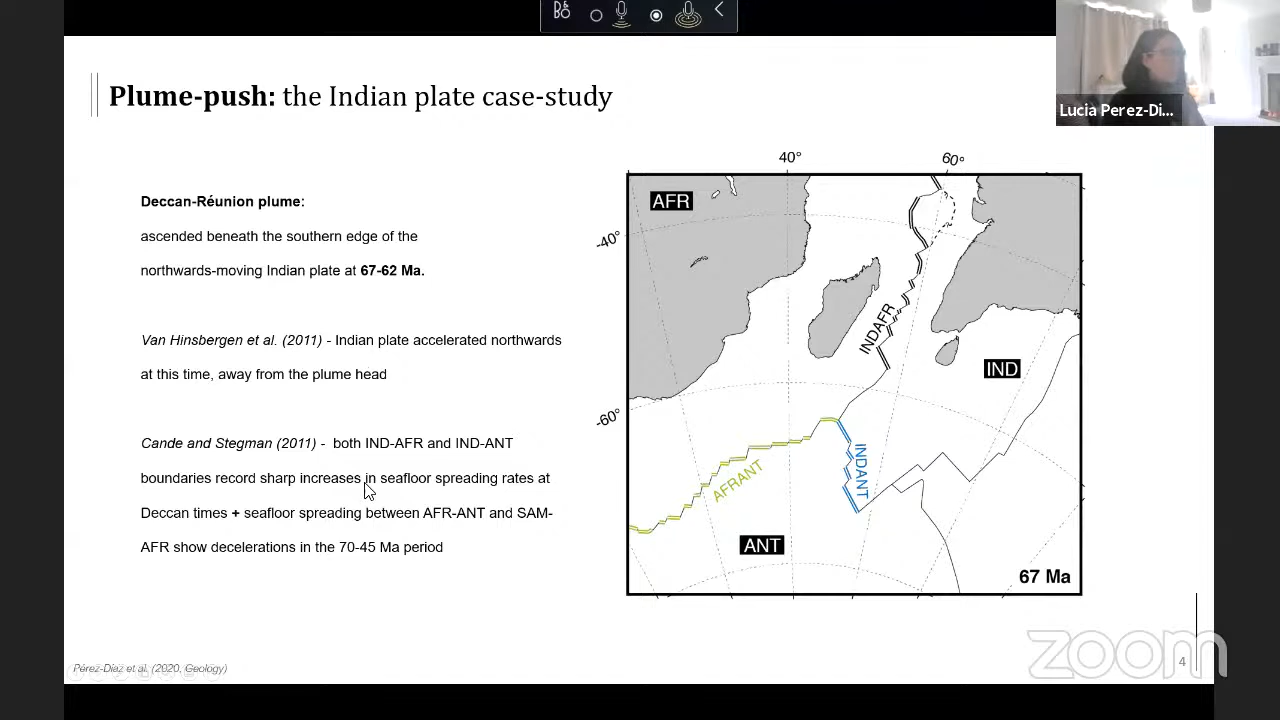 Plume-push: the Indian plate case-study
Lucia Perez-Di...
Deccan-Réunion plume:
ascended beneath the southern edge of the
northwards-moving Indian plate at 67-62 Ma.
Van Hinsbergen et al. (2011) - Indian plate accelerated northwards
at this time, away from the plume head
Cande and Stegman (2011) - both IND-AFR and IND-ANT
boundaries record sharp increases in seafloor spreading rates at
Deccan times + seafloor spreading between AFR-ANT and SAM-
AFR show decelerations in the 70-45 Ma period
40°
60°
-40°
-60°
AFR
INDAFR
IND
INDANT
AFRANT
ANT
67 Ma
Pérez-Díaz et al. (2020, Geology)
zoom
4